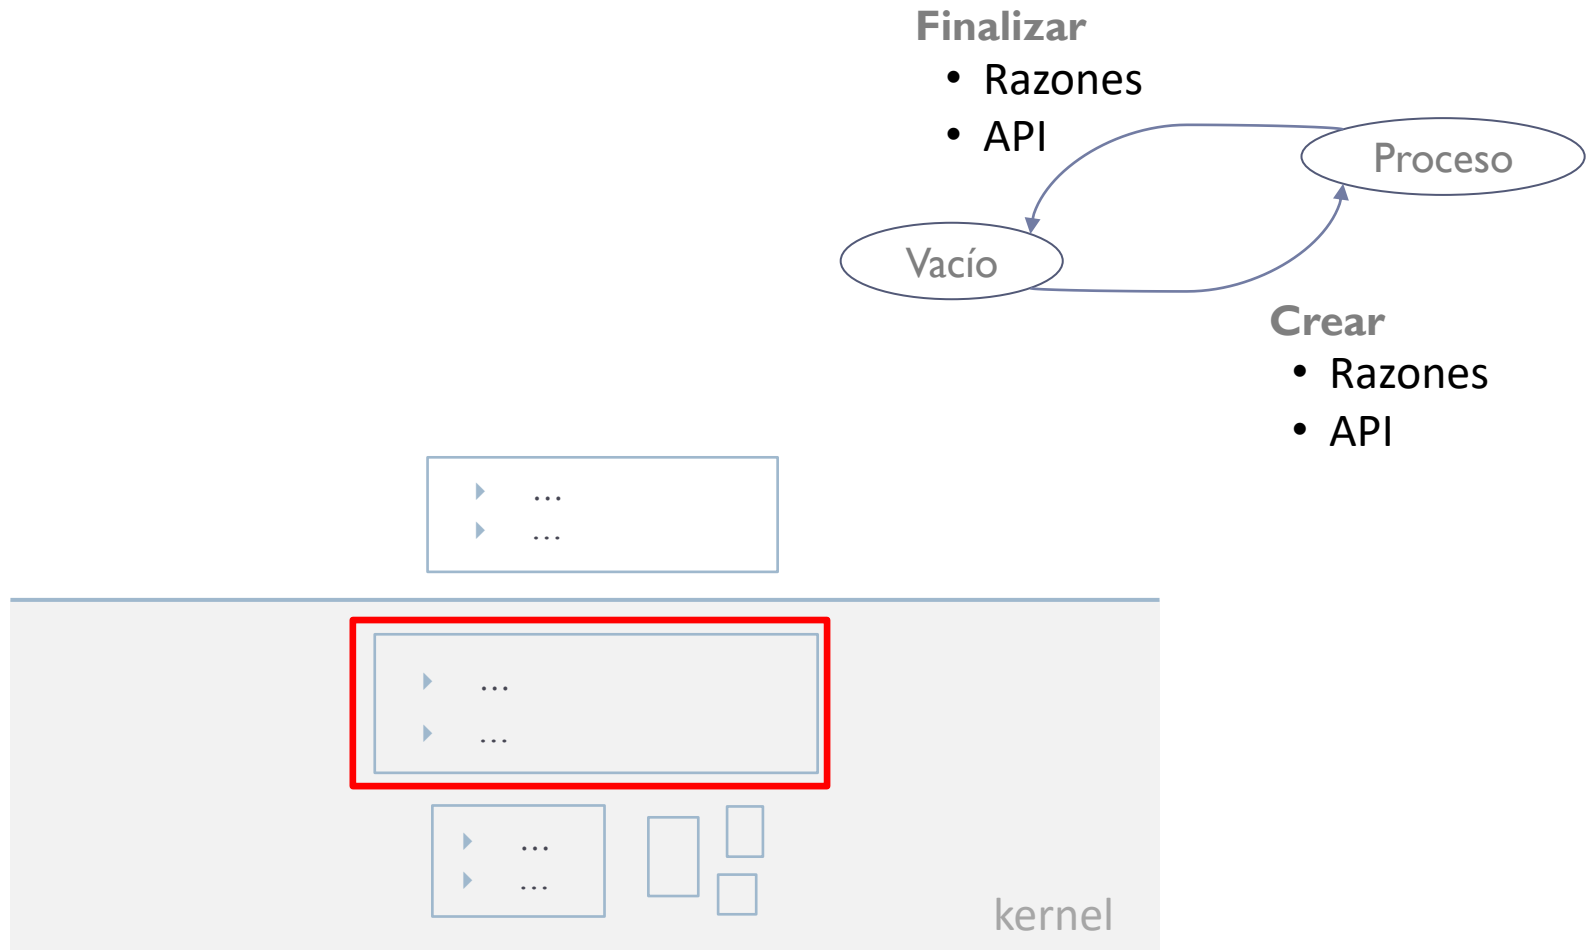 Finalizar
• Razones
• API
Proceso
Vacío
Crear
• Razones
• API
...
...
...
...
...
...
kernel